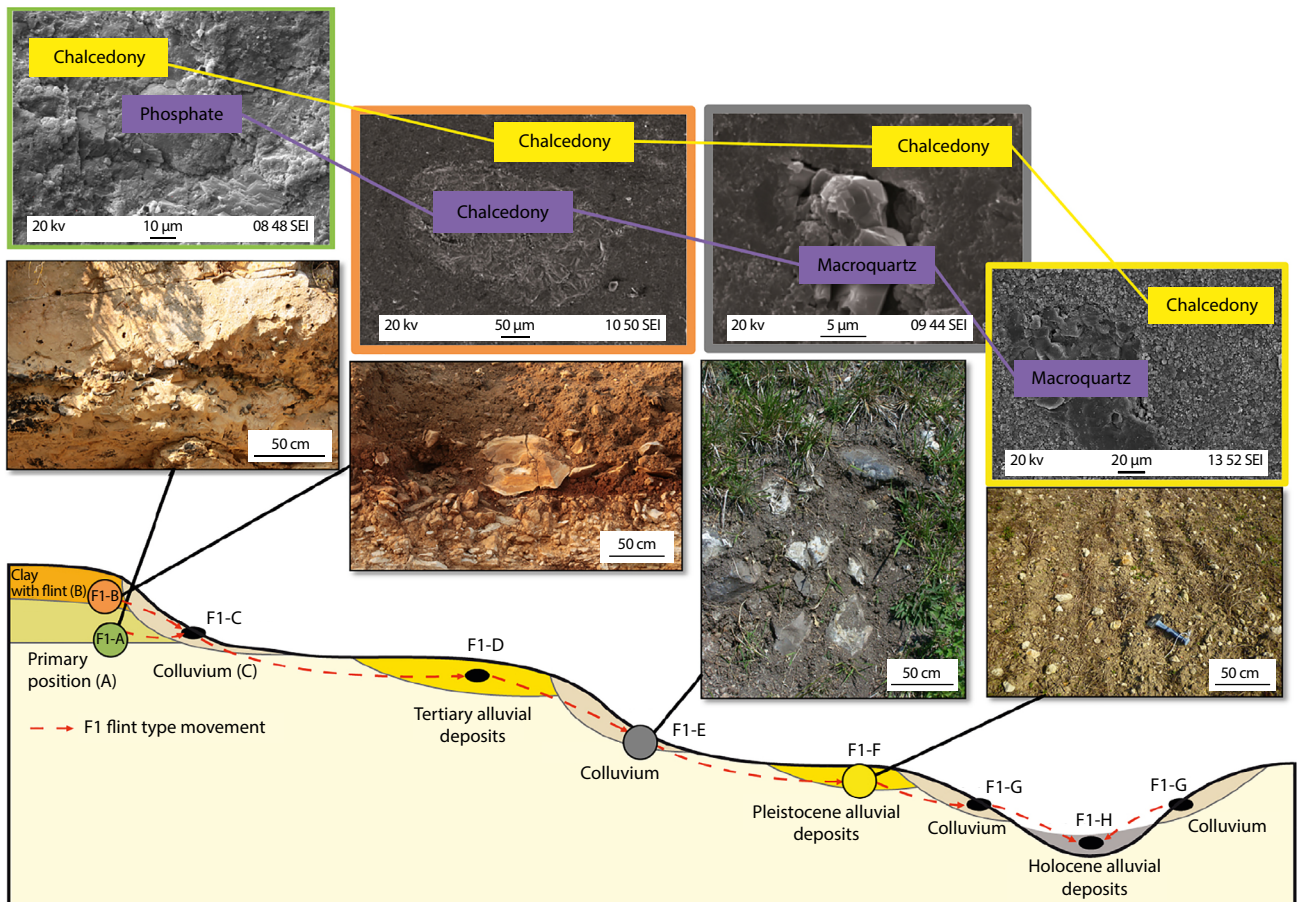 Chalcedony
Phosphate
20 kv 10 µm 08 48 SEI
Chalcedony
Chalcedony
20 kv 50 µm 10 50 SEI
Chalcedony
Macroquartz
20 kv 5 µm 09 44 SEI
Chalcedony
Macroquartz
20 kv 20 µm 13 52 SEI
50 cm
50 cm
50 cm
50 cm
Clay
with flint (B)
F1-B
F1-A
Primary
position (A)
F1-C
Colluvium (C)
F1 flint type movement
F1-D
Tertiary alluvial
deposits
F1-E
Colluvium
F1-F
Pleistocene alluvial
deposits
F1-G
Colluvium
F1-H
Holocene alluvial
deposits
F1-G
Colluvium